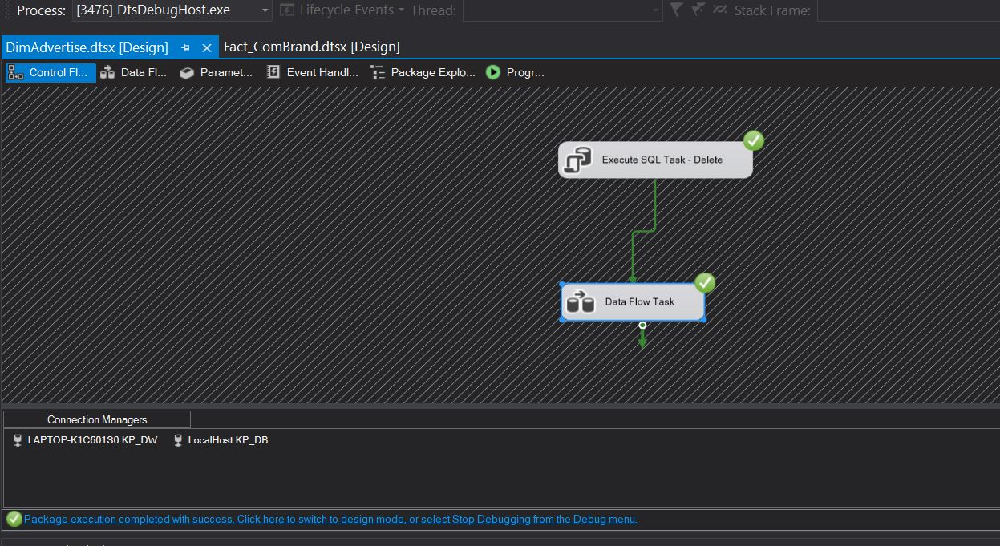 Process: [3476] DtsDebugHost.exe Lifecycle Events Thread: Stack Frame:
DimAdvertise.dtsx [Design] Fact_ComBrand.dtsx [Design]
Control Fl... Data Fl... Paramet... Event Handl... Package Explo... Progr...
Execute SQL Task - Delete
Data Flow Task
Connection Managers
LAPTOP-K1C601S0.KP_DW LocalHost.KP_DB
Package execution completed with success. Click here to switch to design mode, or select Stop Debugging from the Debug menu.